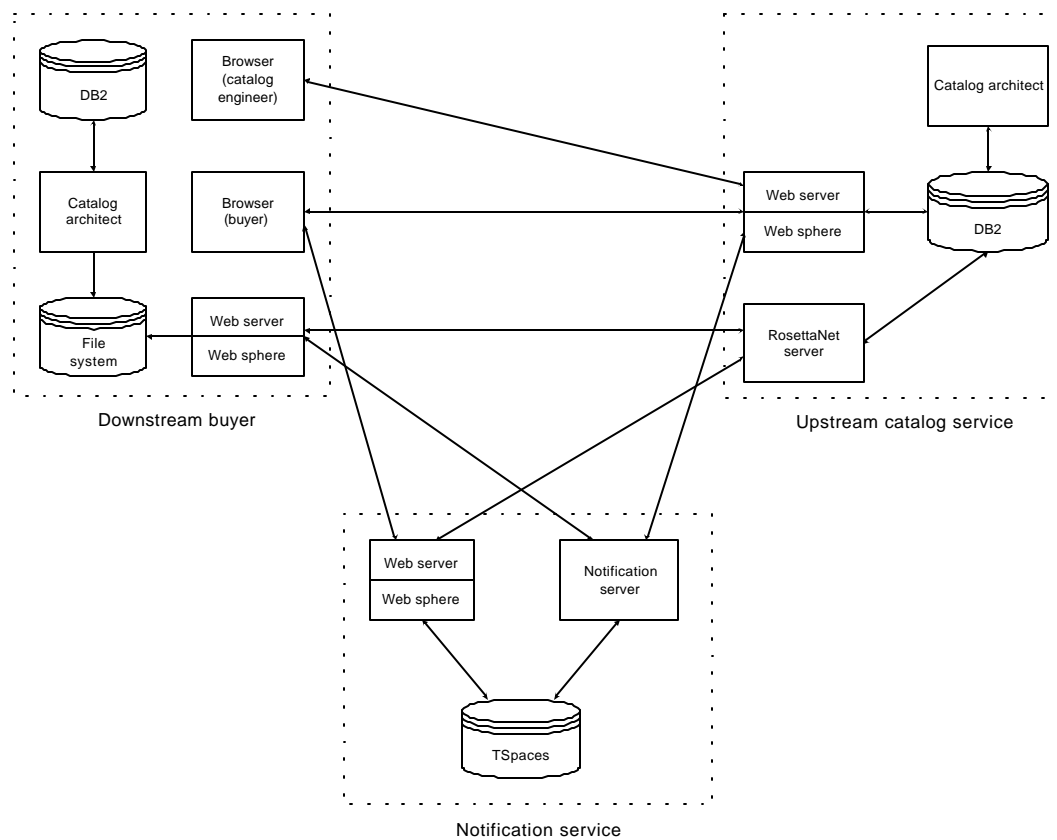 DB2
Browser
(catalog
engineer)
Catalog architect
Catalog
architect
Browser
(buyer)
Web server
Web sphere
DB2
File
system
Web server
Web sphere
RosettaNet
server
Downstream buyer
Upstream catalog service
Web server
Web sphere
Notification
server
TSpaces
Notification service